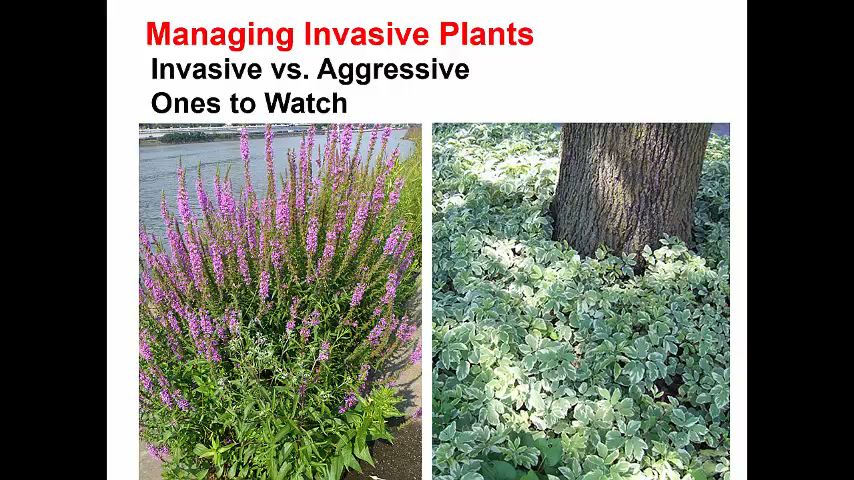 Managing Invasive Plants
Invasive vs. Aggressive
Ones to Watch